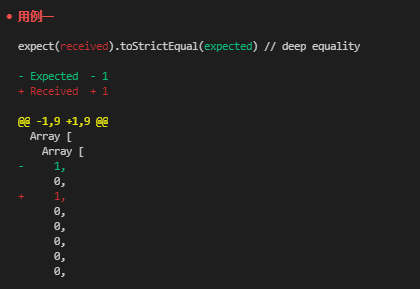 ● 用例一
expect(received).toStrictEqual(expected) // deep equality
- Expected  - 1
+ Received  + 1
@@ -1,9 +1,9 @@
  Array [
    Array [
-     1,
      0,
+     1,
      0,
      0,
      0,
      0,
      0,